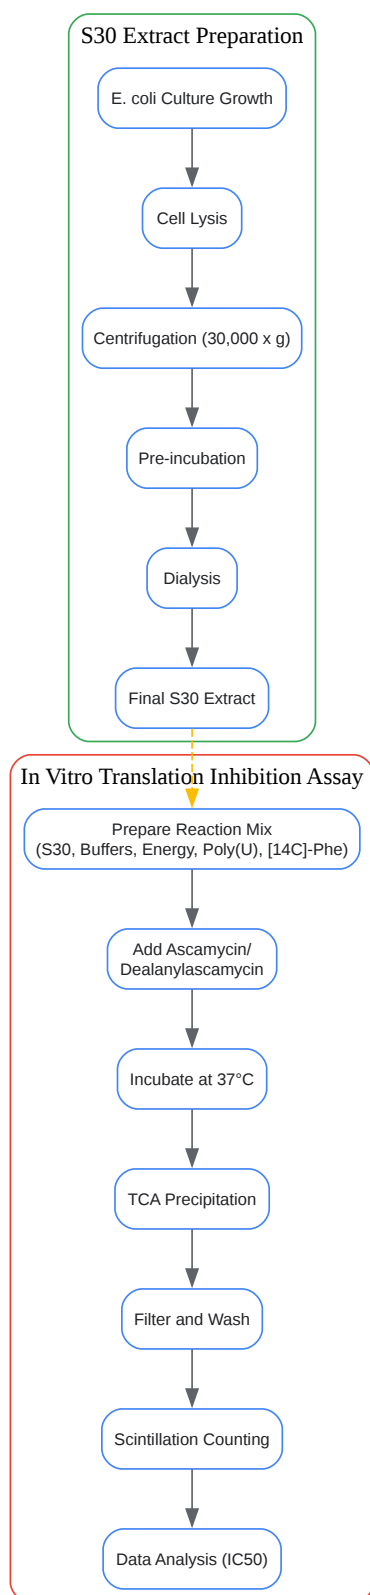 S30 Extract Preparation
E. coli Culture Growth
Cell Lysis
Centrifugation (30,000 x g)
Pre-incubation
Dialysis
Final S30 Extract
In Vitro Translation Inhibition Assay
Prepare Reaction Mix
(S30, Buffers, Energy, Poly(U), [14C]-Phe)
Add Ascamycin/
Dealanylascamycin
Incubate at 37°C
TCA Precipitation
Filter and Wash
Scintillation Counting
Data Analysis (IC50)